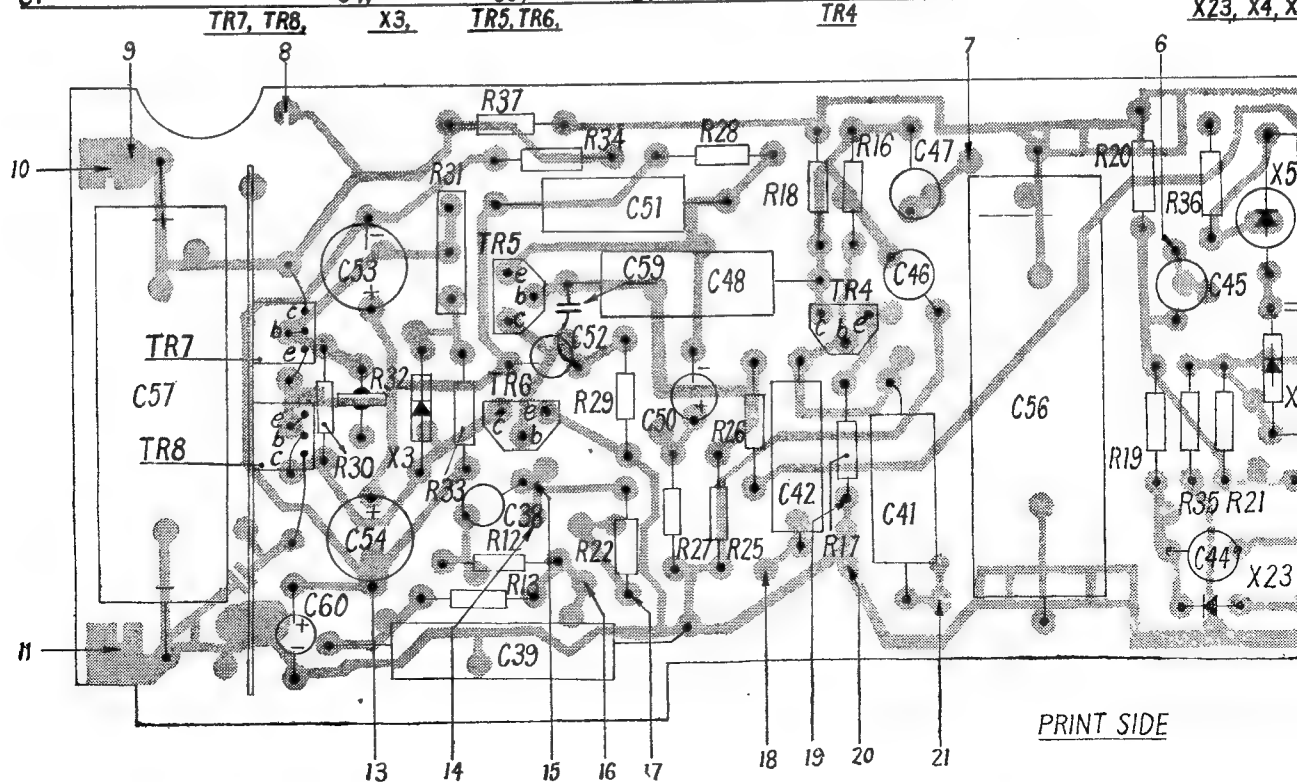 TR7, TR8, X3, TR5, TR6, TR4 X23, X4, X
9 8 7 6
R37
R34 R28 R16 C47 R20
10
R31 R18 R36 X5
C51
TR5
C53 e C59 C48 C46 C45
b TR4
c c b e
c
b
e C52
TR7
R32
C57 TR6 R29 C50 C56
c e R26
e b
b
c
TR8 R30 X3 R19
R33 C42 C41 R35 R21
C38
C54 R12 R22 R27 R25 R17 C44
R13 X23
C60
11 C39
PRINT SIDE
13 14 15 16 17 18 19 20 21